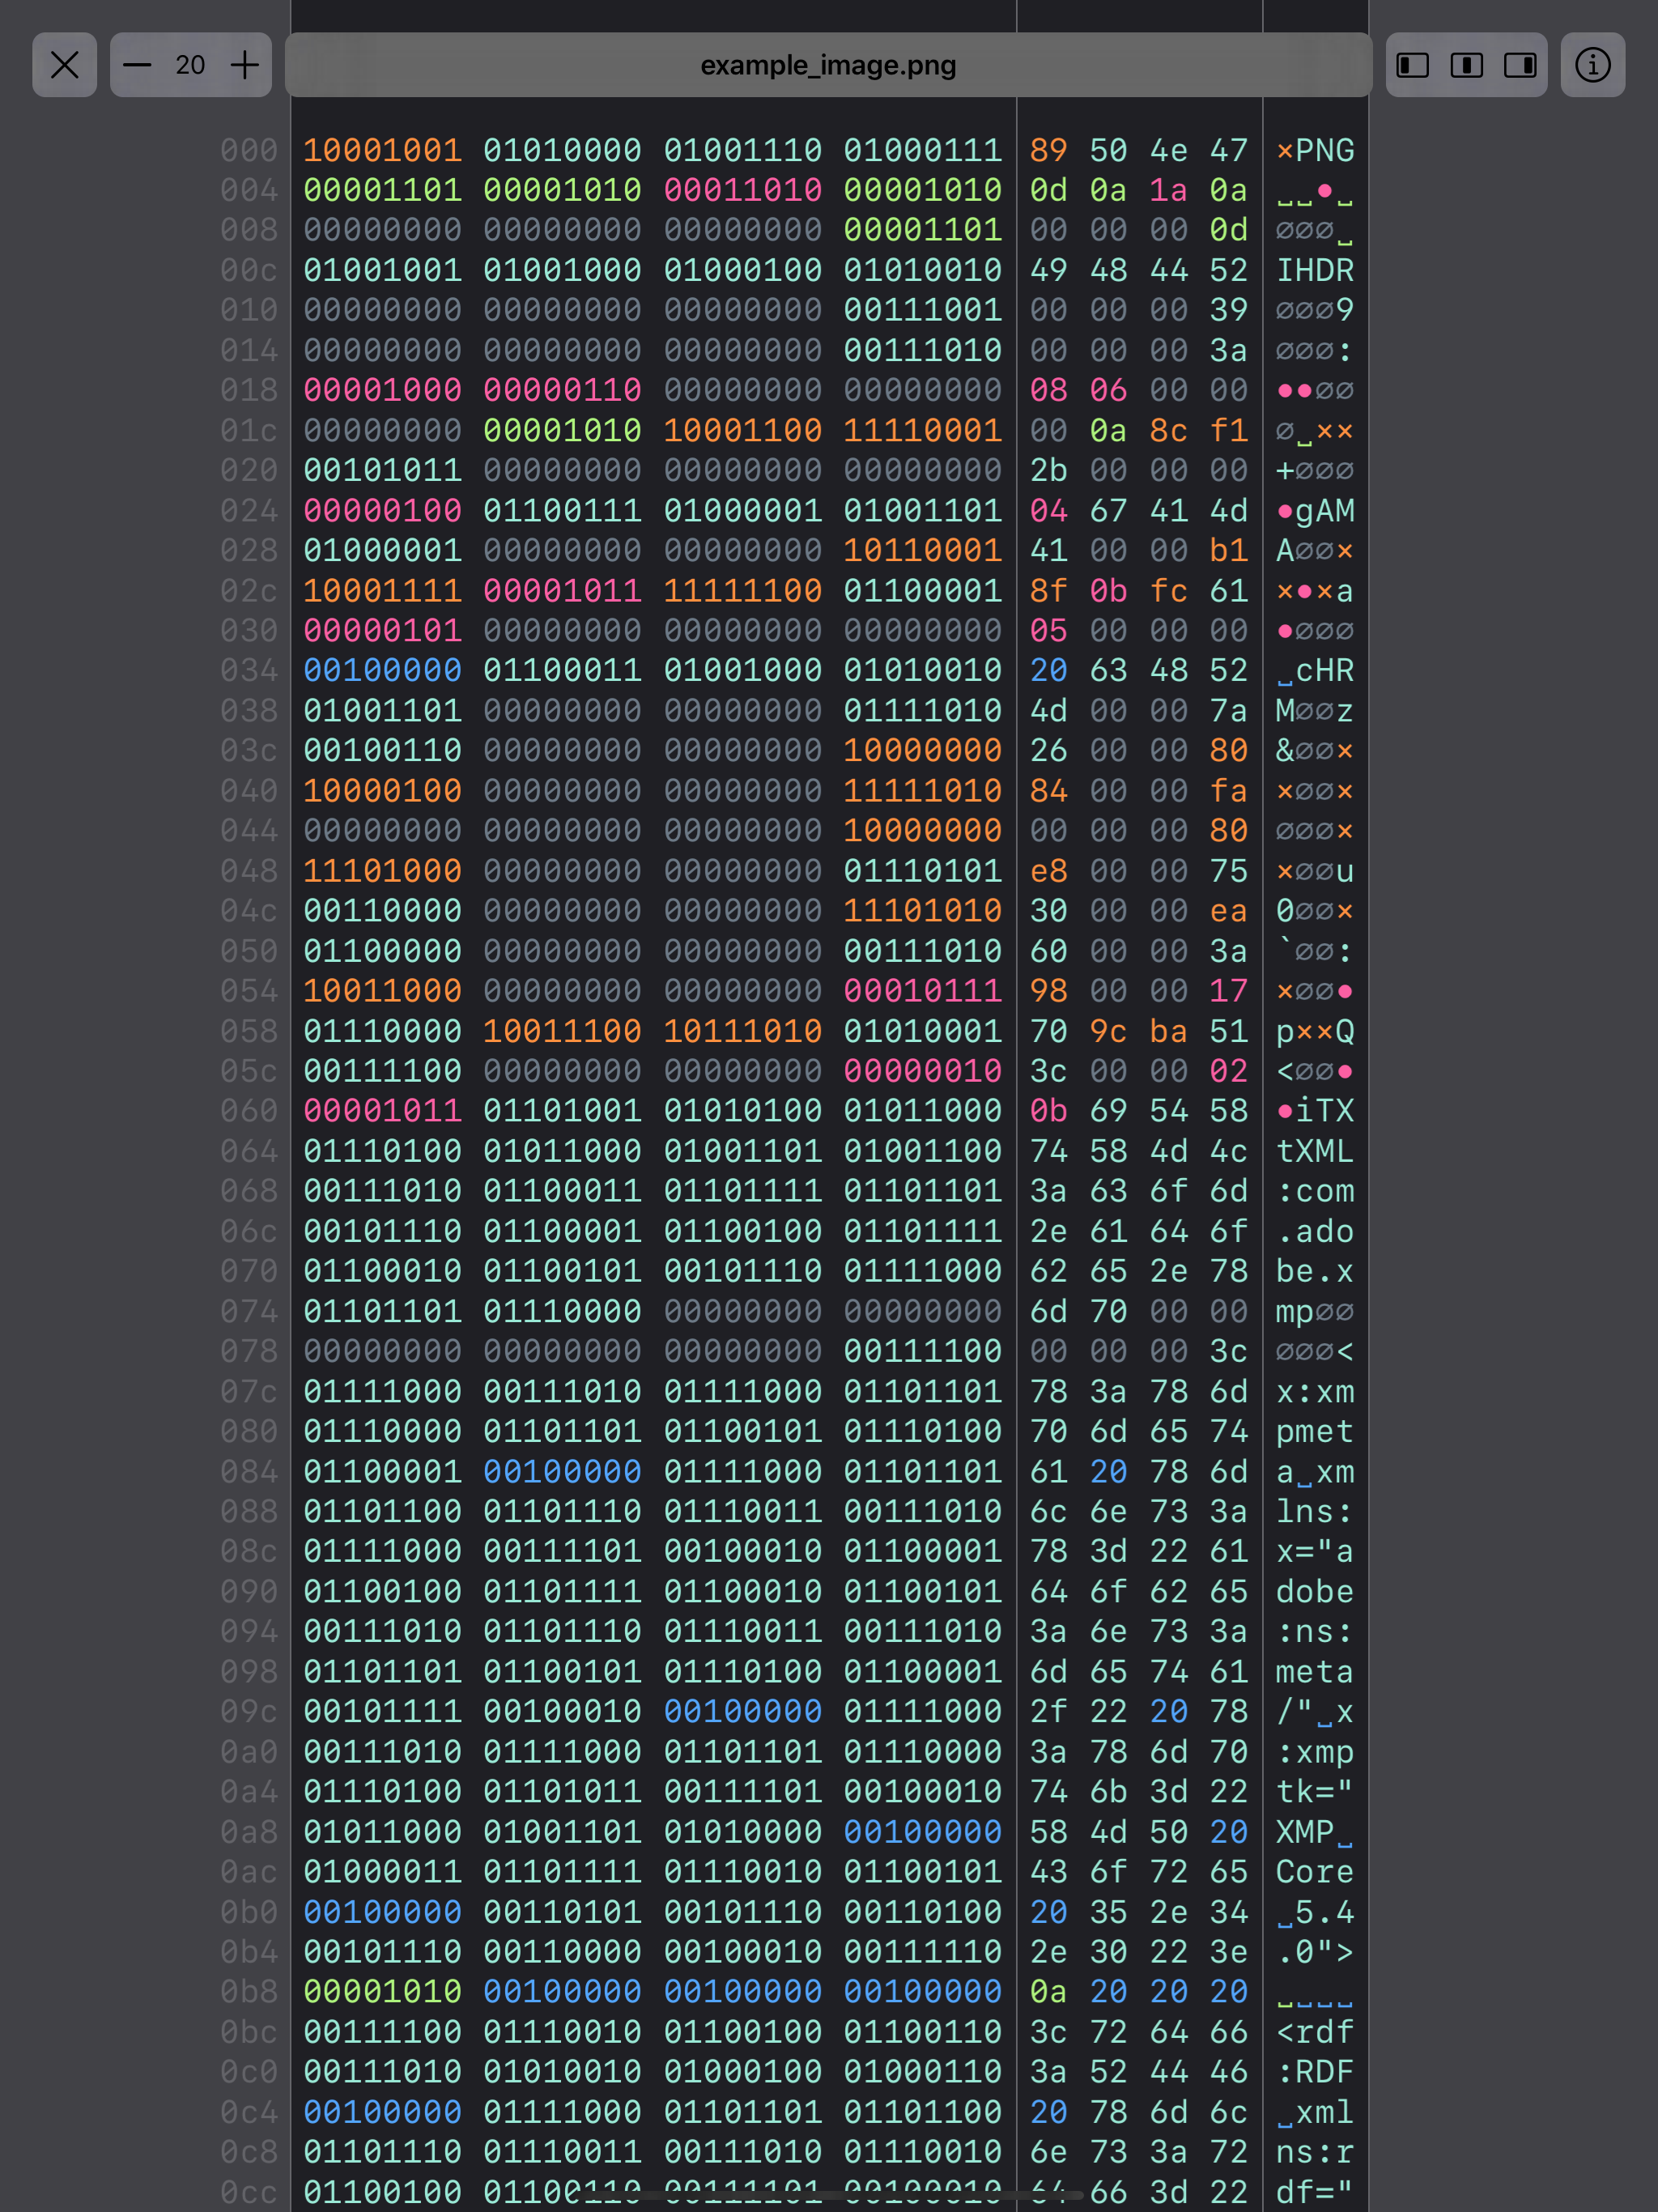 20
example_image.png
000 10001001 01010000 01001110 01000111 89 50 4e 47 ×PNG
004 00001101 00001010 00011010 00001010 0d 0a 1a 0a ␣␣•␣
008 00000000 00000000 00000000 00001101 00 00 00 0d ∅∅∅␣
00c 01001001 01001000 01000100 01010010 49 48 44 52 IHDR
010 00000000 00000000 00000000 00111001 00 00 00 39 ∅∅∅9
014 00000000 00000000 00000000 00111010 00 00 00 3a ∅∅∅:
018 00001000 00000110 00000000 00000000 08 06 00 00 ••∅∅
01c 00000000 00001010 10001100 11110001 00 0a 8c f1 ∅␣××
020 00101011 00000000 00000000 00000000 2b 00 00 00 +∅∅∅
024 00000100 01100111 01000001 01001101 04 67 41 4d •gAM
028 01000001 00000000 00000000 10110001 41 00 00 b1 A∅∅×
02c 10001111 00001011 11111100 01100001 8f 0b fc 61 ו×a
030 00000101 00000000 00000000 00000000 05 00 00 00 •∅∅∅
034 00100000 01100011 01001000 01010010 20 63 48 52 ␣cHR
038 01001101 00000000 00000000 01111010 4d 00 00 7a M∅∅z
03c 00100110 00000000 00000000 10000000 26 00 00 80 &∅∅×
040 10000100 00000000 00000000 11111010 84 00 00 fa ×∅∅×
044 00000000 00000000 00000000 10000000 00 00 00 80 ∅∅∅×
048 11101000 00000000 00000000 01110101 e8 00 00 75 ×∅∅u
04c 00110000 00000000 00000000 11101010 30 00 00 ea 0∅∅×
050 01100000 00000000 00000000 00111010 60 00 00 3a `∅∅:
054 10011000 00000000 00000000 00010111 98 00 00 17 ×∅∅•
058 01110000 10011100 10111010 01010001 70 9c ba 51 p××Q
05c 00111100 00000000 00000000 00000010 3c 00 00 02 <∅∅•
060 00001011 01101001 01010100 01011000 0b 69 54 58 •iTX
064 01110100 01011000 01001101 01001100 74 58 4d 4c tXML
068 00111010 01100011 01101111 01101101 3a 63 6f 6d :com
06c 00101110 01100001 01100100 01101111 2e 61 64 6f .ado
070 01100010 01100101 00101110 01111000 62 65 2e 78 be.x
074 01101101 01110000 00000000 00000000 6d 70 00 00 mp∅∅
078 00000000 00000000 00000000 00111100 00 00 00 3c ∅∅∅<
07c 01111000 00111010 01111000 01101101 78 3a 78 6d x:xm
080 01110000 01101101 01100101 01110100 70 6d 65 74 pmet
084 01100001 00100000 01111000 01101101 61 20 78 6d a␣xm
088 01101100 01101110 01110011 00111010 6c 6e 73 3a lns:
08c 01111000 00111101 00100010 01100001 78 3d 22 61 x="a
090 01100100 01101111 01100010 01100101 64 6f 62 65 dobe
094 00111010 01101110 01110011 00111010 3a 6e 73 3a :ns:
098 01101101 01100101 01110100 01100001 6d 65 74 61 meta
09c 00101111 00100010 00100000 01111000 2f 22 20 78 /"␣x
0a0 00111010 01111000 01101101 01110000 3a 78 6d 70 :xmp
0a4 01110100 01101011 00111101 00100010 74 6b 3d 22 tk="
0a8 01011000 01001101 01010000 00100000 58 4d 50 20 XMP␣
0ac 01000011 01101111 01110010 01100101 43 6f 72 65 Core
0b0 00100000 00110101 00101110 00110100 20 35 2e 34 ␣5.4
0b4 00101110 00110000 00100010 00111110 2e 30 22 3e .0">
0b8 00001010 00100000 00100000 00100000 0a 20 20 20 ␣␣␣␣
0bc 00111100 01110010 01100100 01100110 3c 72 64 66 <rdf
0c0 00111010 01010010 01000100 01000110 3a 52 44 46 :RDF
0c4 00100000 01111000 01101101 01101100 20 78 6d 6c ␣xml
0c8 01101110 01110011 00111010 01110010 6e 73 3a 72 ns:r
0cc 01100100 01100110 00111101 00100010 64 66 3d 22 df="